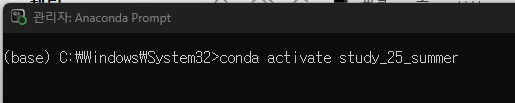 관리자: Anaconda Prompt
(base) C:₩Windows₩System32>conda activate study_25_summer